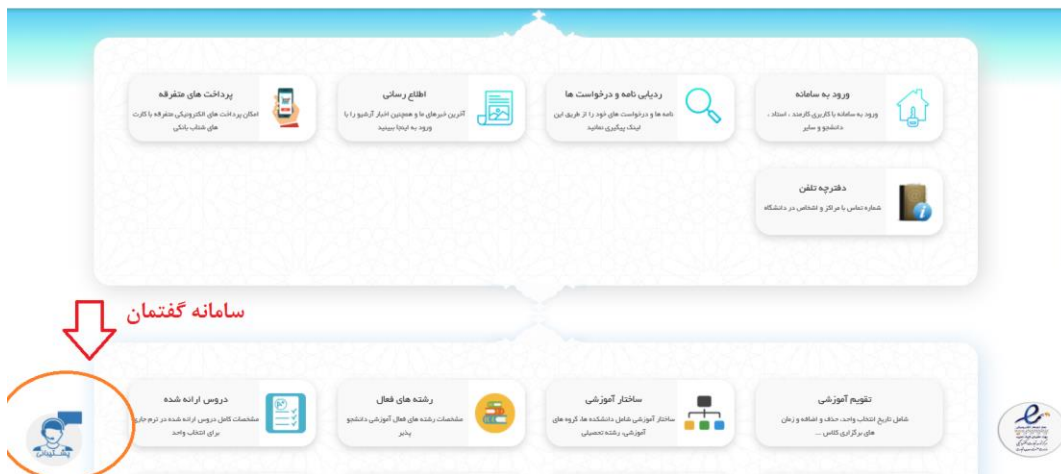 ورود به سامانه
ورود به سامانه با کاربری کارمند ، استاد ،
دانشجو و سایر
ردیابی نامه و درخواست ها
نامه ها و درخواست های خود را از طریق این
لینک پیگیری نمائید
اطلاع رسانی
آخرین خبرهای ما و همچنین اخبار آرشیو را با
ورود به اینجا ببینید
پرداخت های متفرقه
امکان پرداخت های الکترونیکی متفرقه با کارت
های شتاب بانکی
دفترچه تلفن
شماره تماس با مراکز و اشخاص در دانشگاه
سامانه گفتمان
تقویم آموزشی
شامل تاریخ انتخاب واحد، حذف و اضافه و زمان
های برگزاری کلاس ...
ساختار آموزشی
ساختار آموزشی شامل دانشکده ها، گروه های
آموزشی، رشته تحصیلی
رشته های فعال
مشخصات رشته های فعال آموزشی دانشجو
پذیر
دروس ارائه شده
مشخصات کامل دروس ارائه شده در ترم جاری
برای انتخاب واحد
پشتیبانی